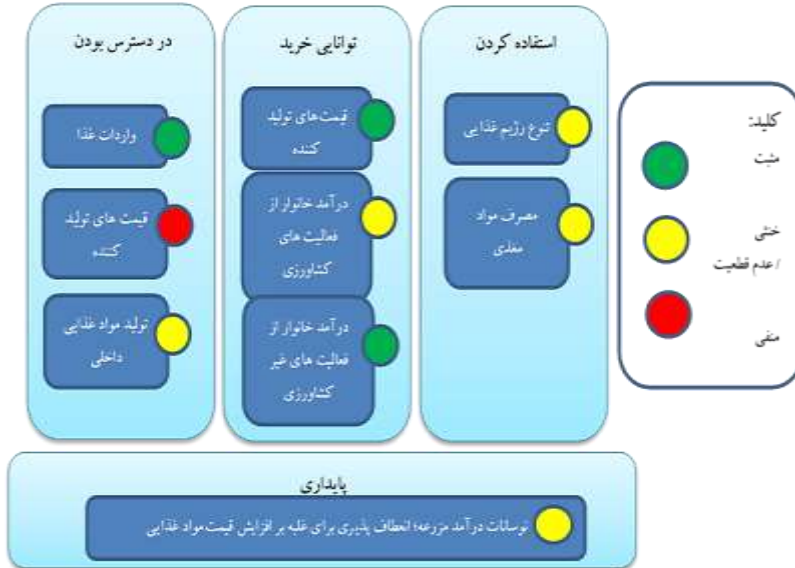 استفاده کردن
تنوع رژیم غذایی
مصرف مواد
مغذی
توانایی خرید
قیمت‌های تولید
کننده
درآمد خانوار از
فعالیت های
کشاورزی
درآمد خانوار از
فعالیت های غیر
کشاورزی
در دسترس بودن
واردات غذا
قیمت های تولید
کننده
تولید مواد غذایی
داخلی
کلید:
مثبت
خنثی
/عدم قطعیت
منفی
پایداری
نوسانات درآمد مزرعه؛ انعطاف پذیری برای غلبه بر افزایش قیمت مواد غذایی